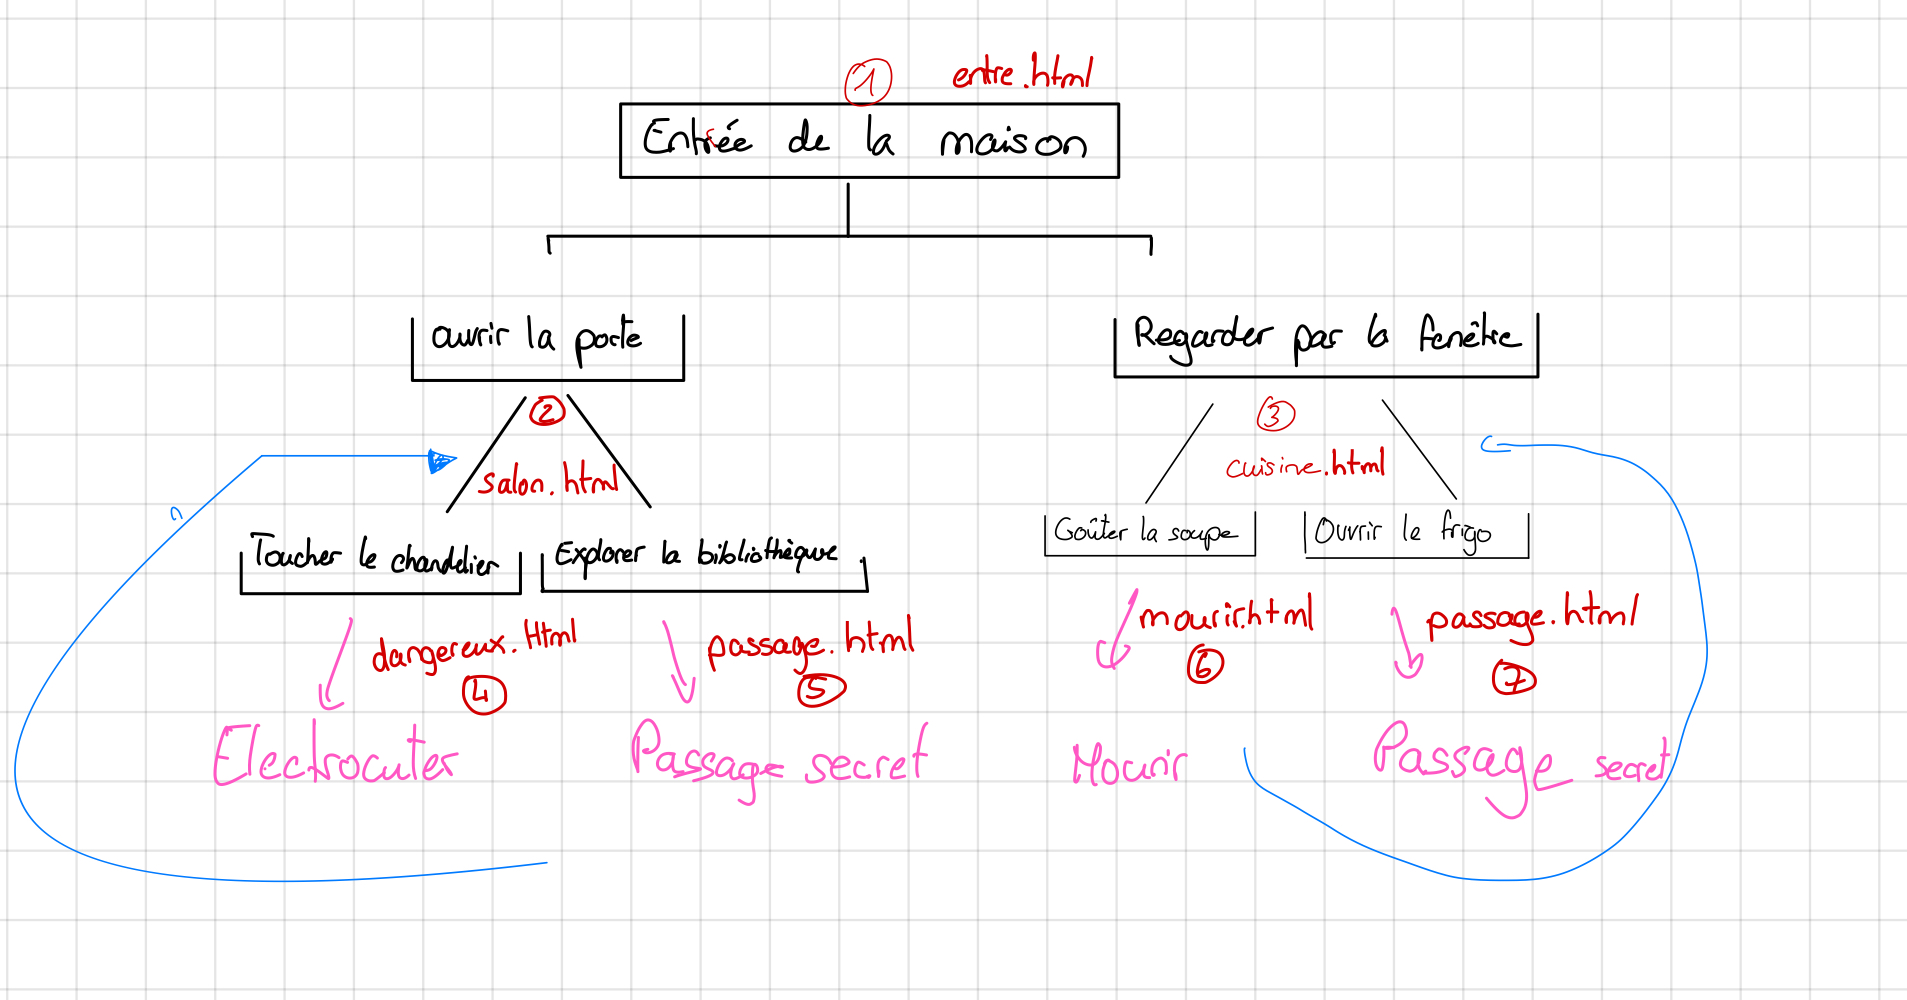 1 entre.html
Entrée de la maison
ouvrir la porte
Regarder par la fenêtre
2
3
salon.html
cuisine.html
Toucher le chandelier
Explorer la bibliothèque
Goûter la soupe
Ouvrir le frigo
dangereux.Html
4
passage.html
5
mourir.html
6
passage.html
7
Electrocuter
Passage secret
Mourir
Passage secret